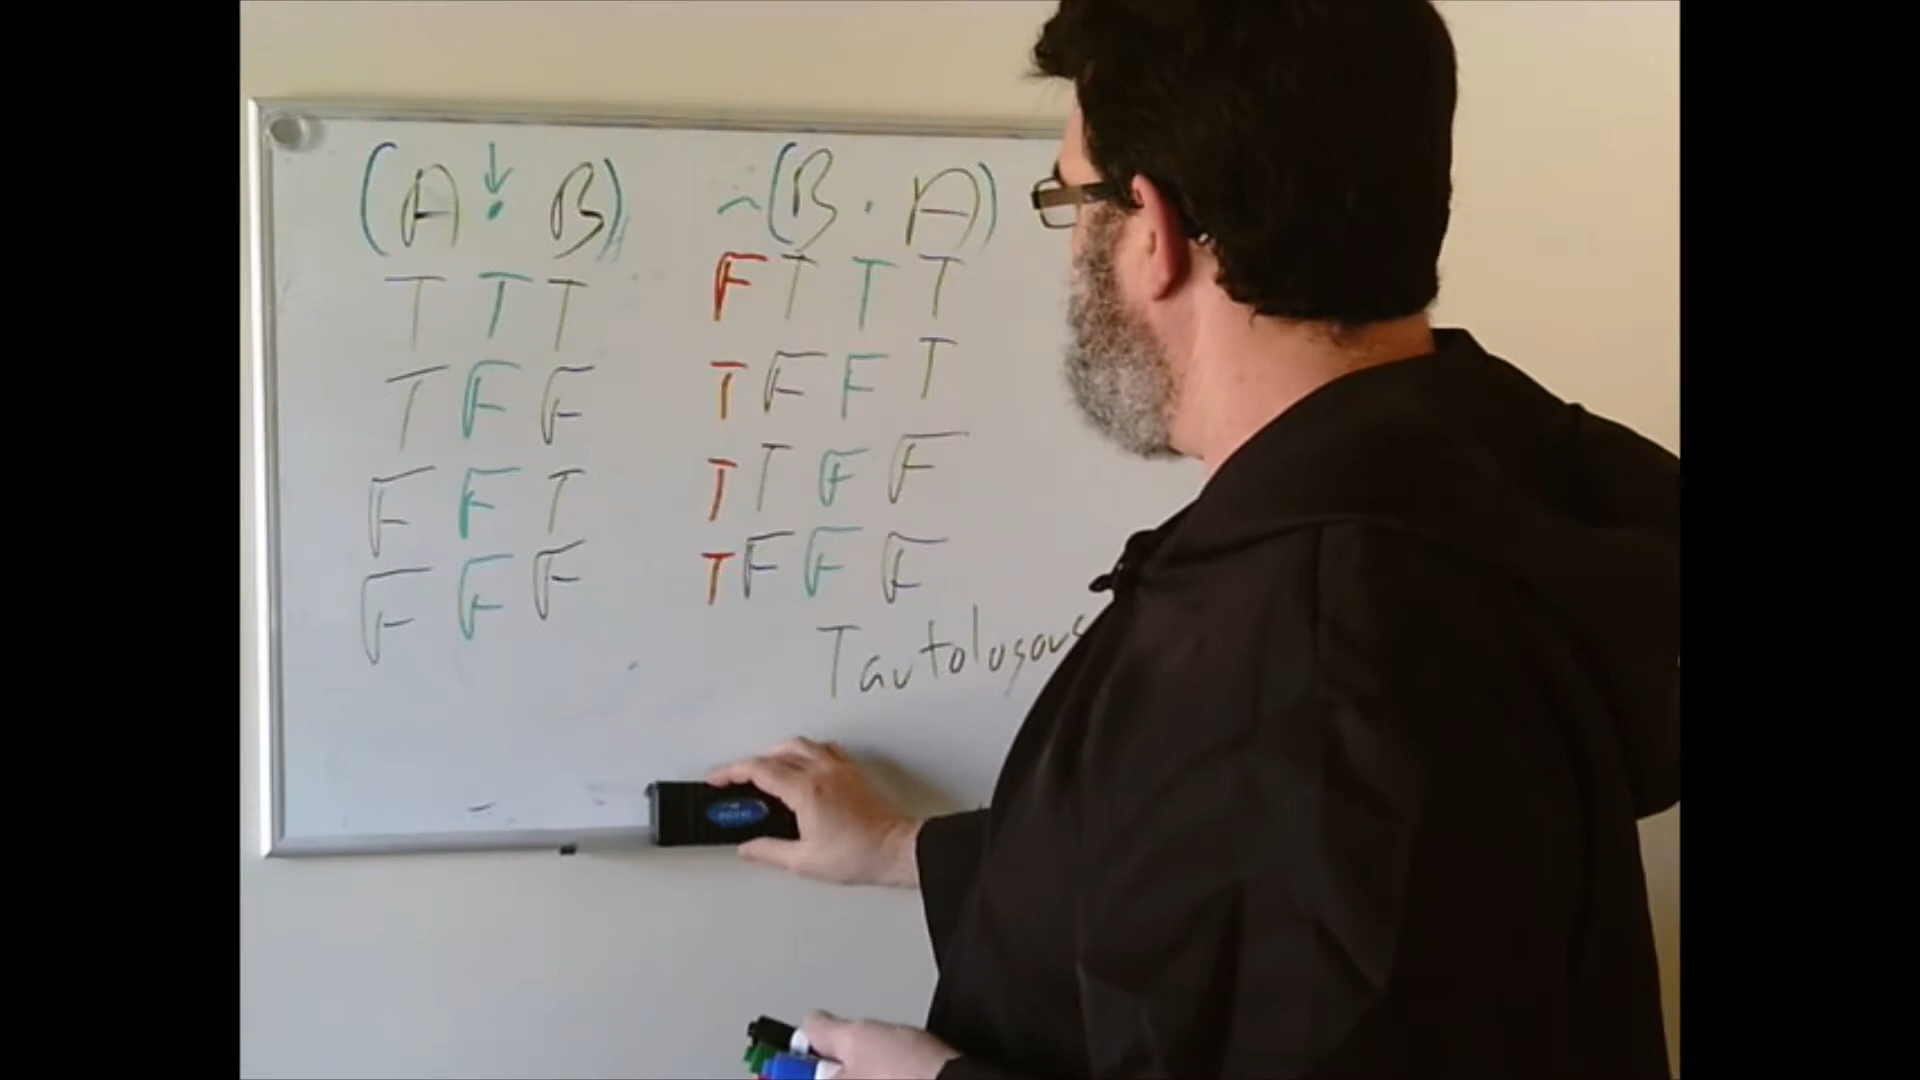 (A · B) ~(B · A)
T T T F T T T
T F F T F F T
F F T T T F F
F F F T F F F
Tautologous